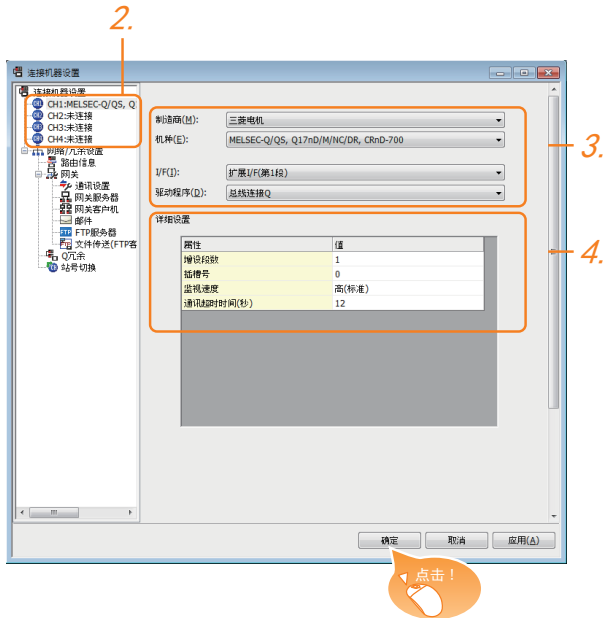 2.
连接机器设置
连接机器设置
CH1:MELSEC-Q/QS, Q
CH2:未连接
CH3:未连接
CH4:未连接
网络/冗余设置
路由信息
网关
通讯设置
网关服务器
网关客户机
邮件
FTP服务器
文件传送(FTP客
Q冗余
站号切换
制造商(M): 三菱电机
机种(E): MELSEC-Q/QS, Q17nD/M/NC/DR, CRnD-700
3.
I/F(I): 扩展I/F(第1段)
驱动程序(D): 总线连接Q
详细设置
4.
属性 值
增设段数 1
插槽号 0
监视速度 高(标准)
通讯超时时间(秒) 12
确定 取消 应用(A)
点击！